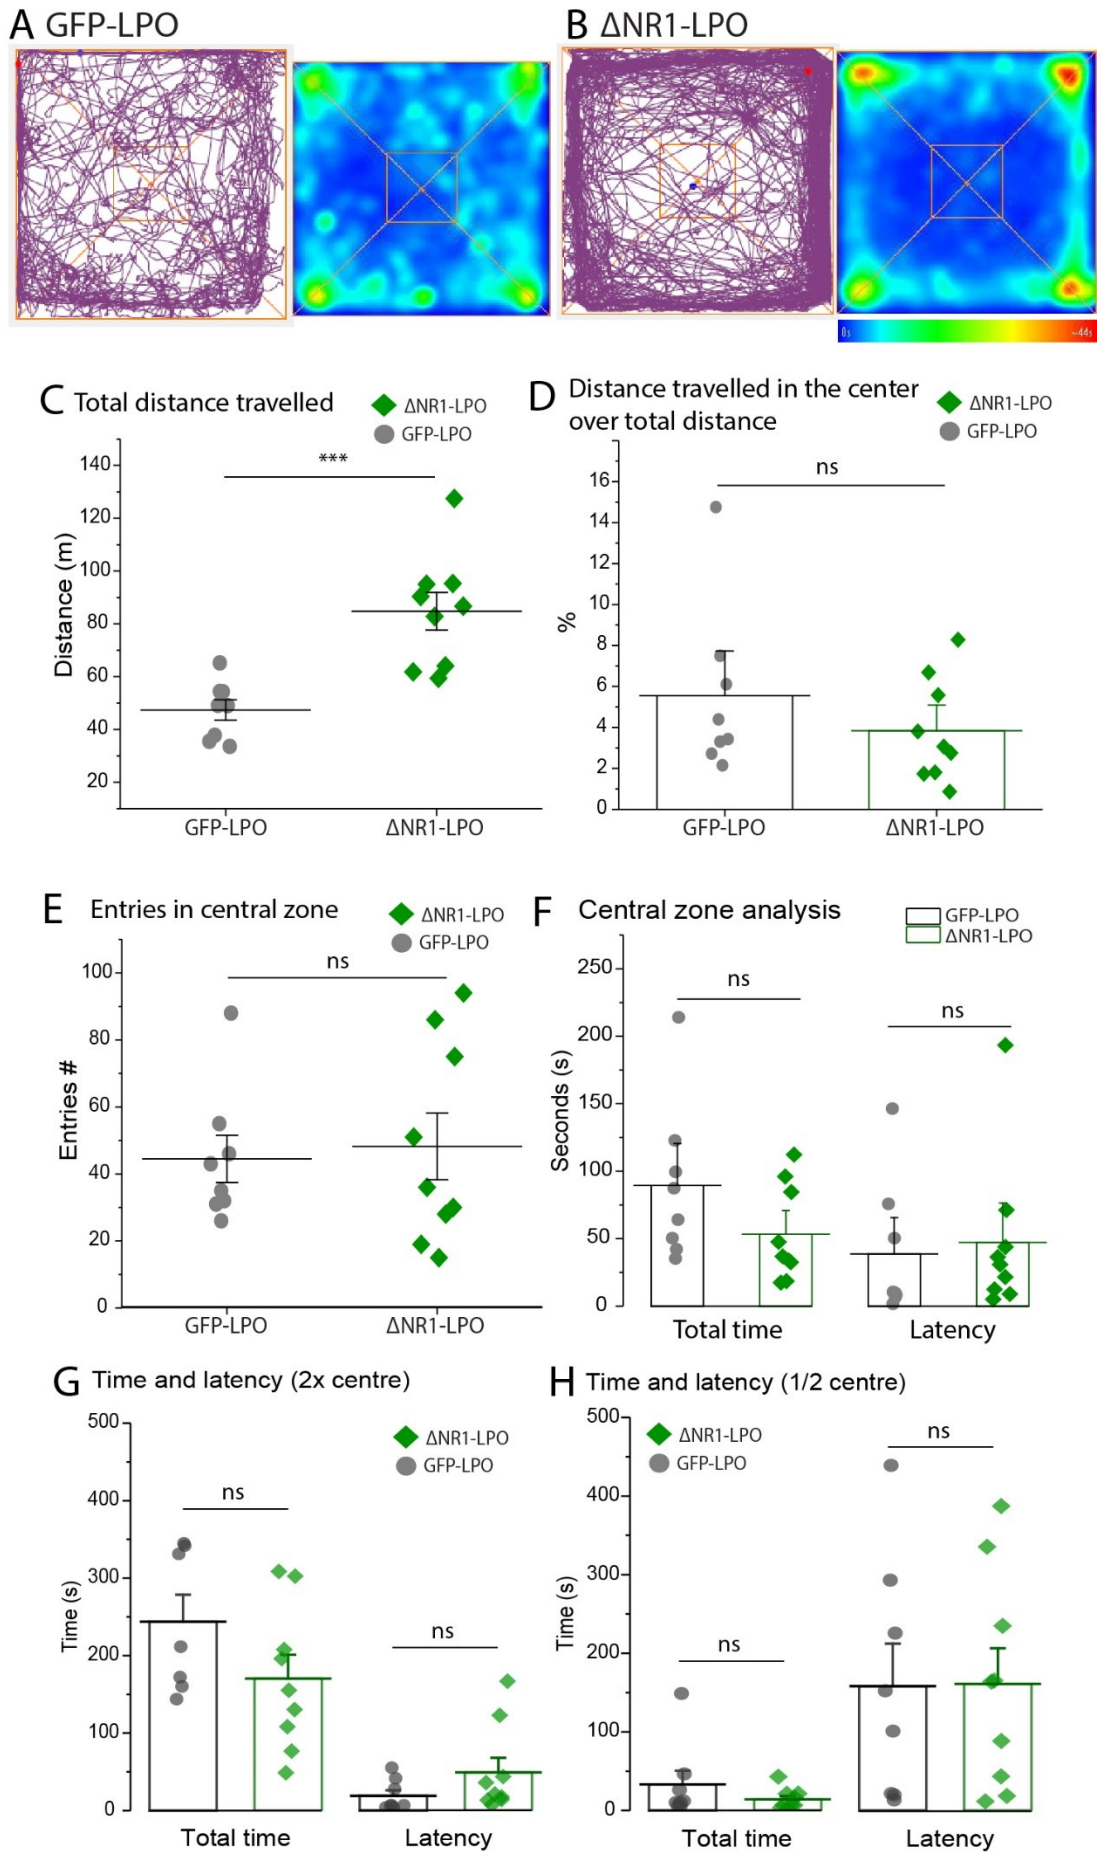 A GFP-LPO
B ΔNR1-LPO
0s
~44s
C Total distance travelled
ΔNR1-LPO
GFP-LPO
***
Distance (m)
140
120
100
80
60
40
20
GFP-LPO
ΔNR1-LPO
D Distance travelled in the center
over total distance
ΔNR1-LPO
GFP-LPO
ns
%
16
14
12
10
8
6
4
2
0
GFP-LPO
ΔNR1-LPO
E Entries in central zone
ΔNR1-LPO
GFP-LPO
ns
Entries #
100
80
60
40
20
0
GFP-LPO
ΔNR1-LPO
F Central zone analysis
GFP-LPO
ΔNR1-LPO
ns
ns
Seconds (s)
250
200
150
100
50
0
Total time
Latency
G Time and latency (2x centre)
ΔNR1-LPO
GFP-LPO
ns
ns
Time (s)
500
400
300
200
100
0
Total time
Latency
H Time and latency (1/2 centre)
ΔNR1-LPO
GFP-LPO
ns
ns
Time (s)
500
400
300
200
100
0
Total time
Latency